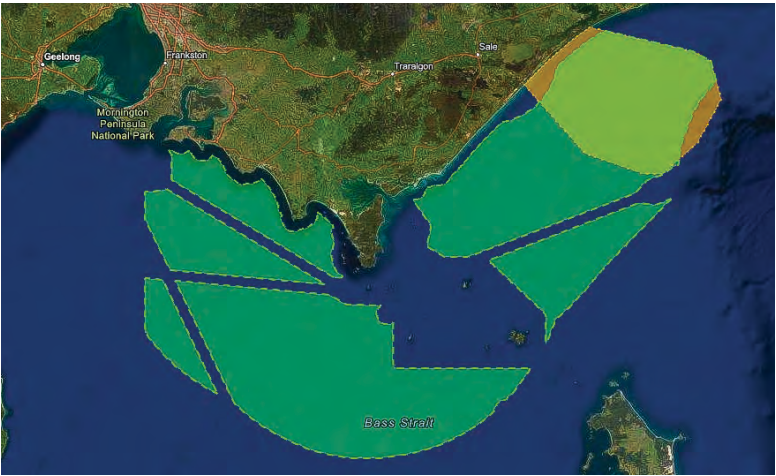 Geelong
Frankston
Sale
Traralgon
Mornington
Peninsula
National Park
Bass Strait